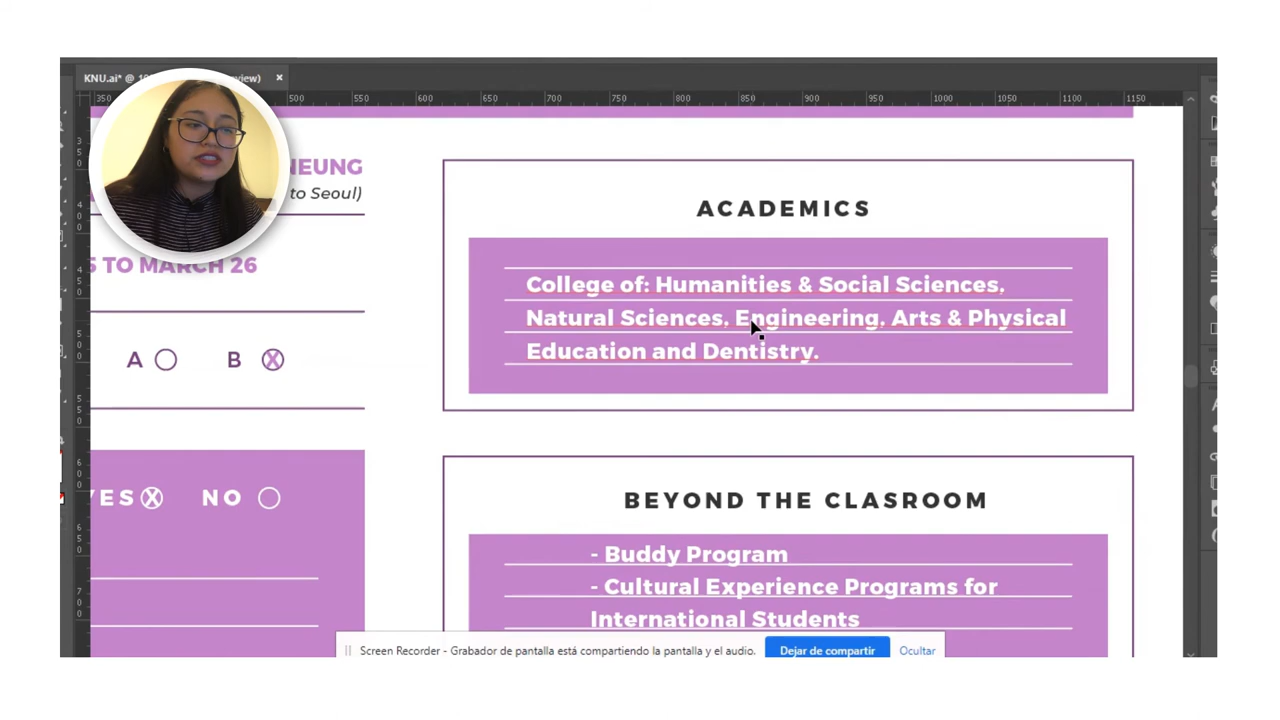 KNU.ai* @
view)
×
350
500
550
600
650
700
750
800
850
900
950
1000
1050
1100
1150
NEUNG
to Seoul)
TO MARCH 26
A
B
X
YES
X
NO
ACADEMICS
College of: Humanities & Social Sciences,
Natural Sciences, Engineering, Arts & Physical
Education and Dentistry.
BEYOND THE CLASROOM
- Buddy Program
- Cultural Experience Programs for
International Students
Screen Recorder - Grabador de pantalla está compartiendo la pantalla y el audio.
Dejar de compartir
Ocultar